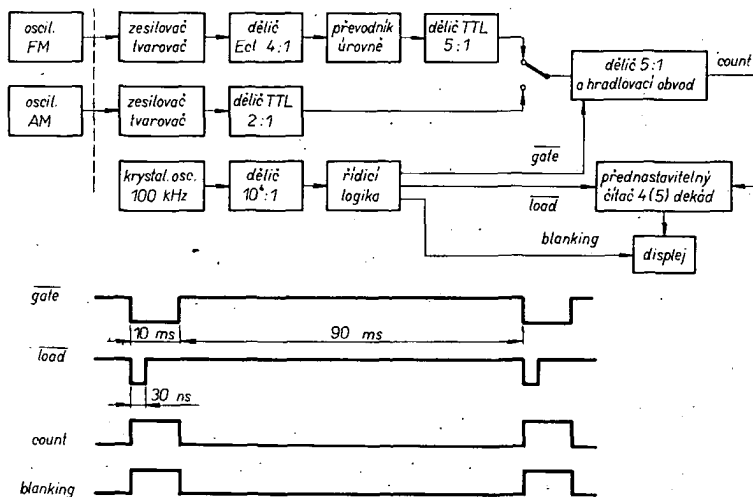 oscil.
FM
zesilovač
tvarovač
dělič
Ecl 4:1
převodník
úrovně
dělič TTL
5:1
dělič 5:1
a hradlovací obvod
count
oscil.
AM
zesilovač
tvarovač
dělič TTL
2:1
krystal. osc.
100 kHz
dělič
10⁴:1
řídicí
logika
gate
load
blanking
přednastavitelný
čítač 4(5) dekád
displej
gate
10 ms
90 ms
load
30 ns
count
blanking